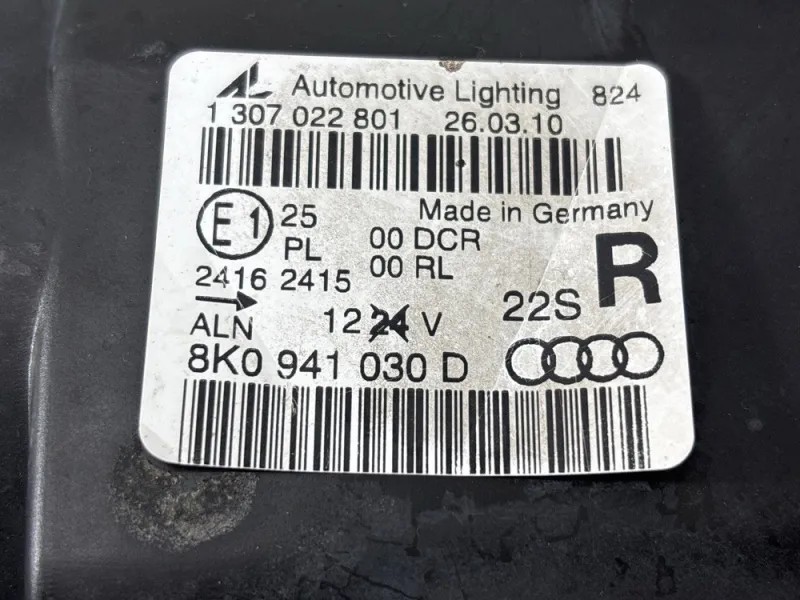 AL Automotive Lighting 824
1 307 022 801 26.03.10
E1 25 Made in Germany
PL 00 DCR R
2416 2415 00 RL
ALN 12 24 V 22S
8K0 941 030 D